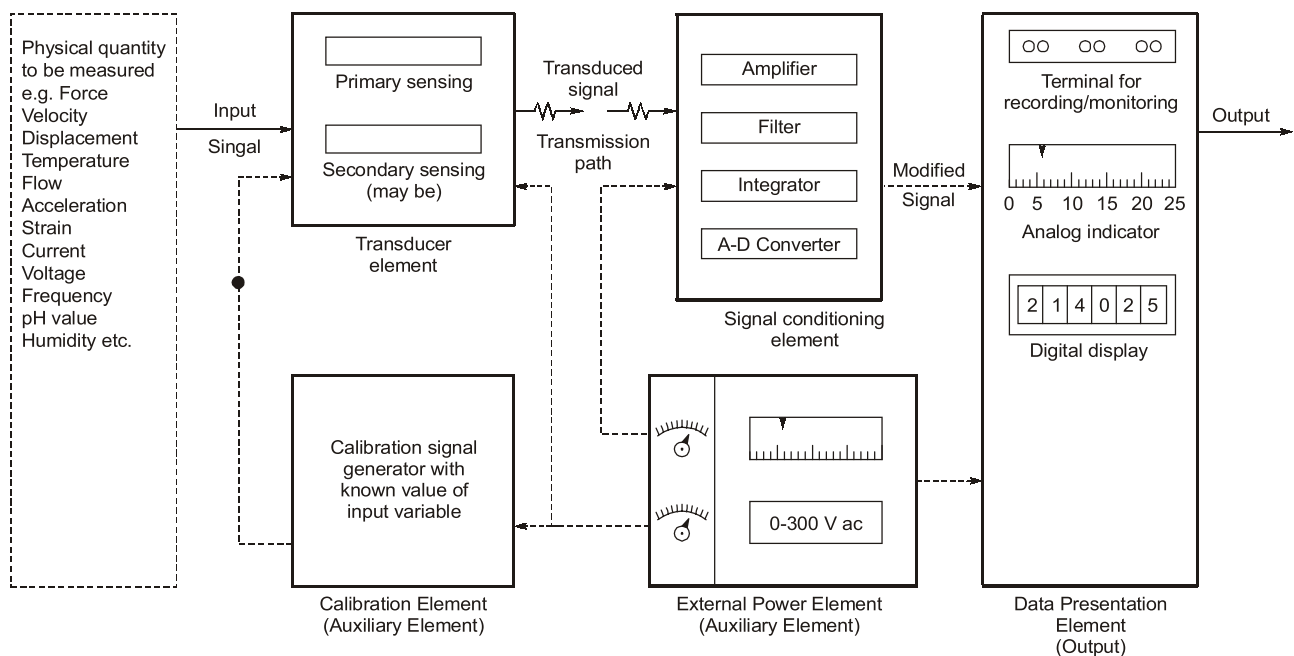 Physical quantity
to be measured
e.g. Force
Velocity
Displacement
Temperature
Flow
Acceleration
Strain
Current
Voltage
Frequency
pH value
Humidity etc.
Input
Singal
Primary sensing
Secondary sensing
(may be)
Transducer
element
Transduced
signal
Transmission
path
Amplifier
Filter
Integrator
A-D Converter
Signal conditioning
element
Modified
Signal
Terminal for
recording/monitoring
0 5 10 15 20 25
Analog indicator
2 1 4 0 2 5
Digital display
Output
Calibration signal
generator with
known value of
input variable
Calibration Element
(Auxiliary Element)
0-300 V ac
External Power Element
(Auxiliary Element)
Data Presentation
Element
(Output)